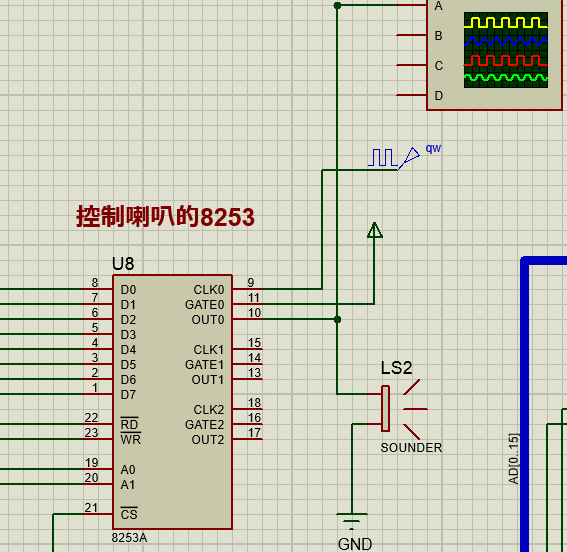 A
B
C
D
qw
控制喇叭的8253
U8
8 D0 CLK0 9
7 D1 GATE0 11
6 D2 OUT0 10
5 D3
4 D4 CLK1 15
3 D5 GATE1 14
2 D6 OUT1 13
1 D7
CLK2 18
22 RD GATE2 16
23 WR OUT2 17
19 A0
20 A1
21 CS
8253A
LS2
SOUNDER
GND
AD[0..15]